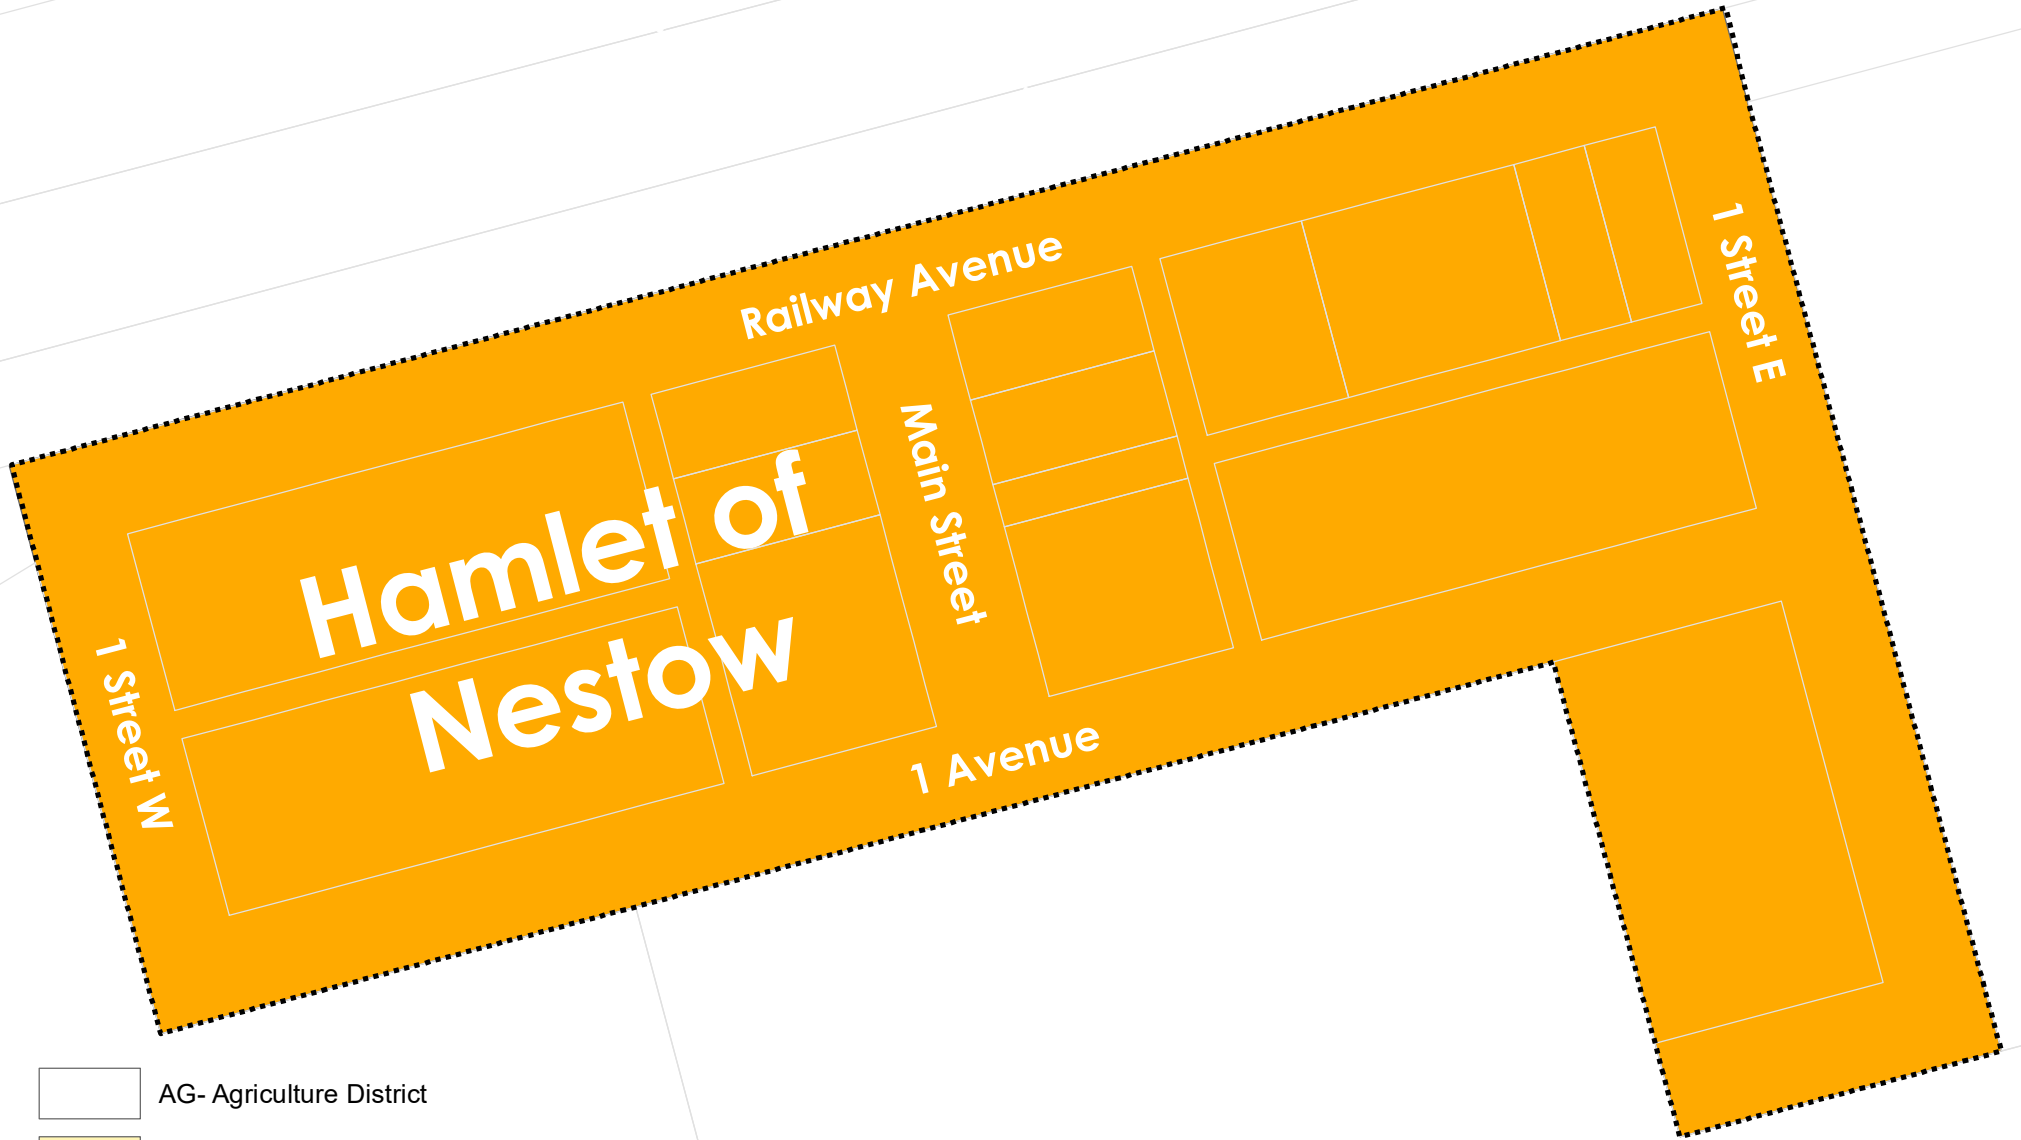 Railway Avenue
1 Street E
Main Street
Hamlet of
Nestow
1 Street W
1 Avenue
AG- Agriculture District